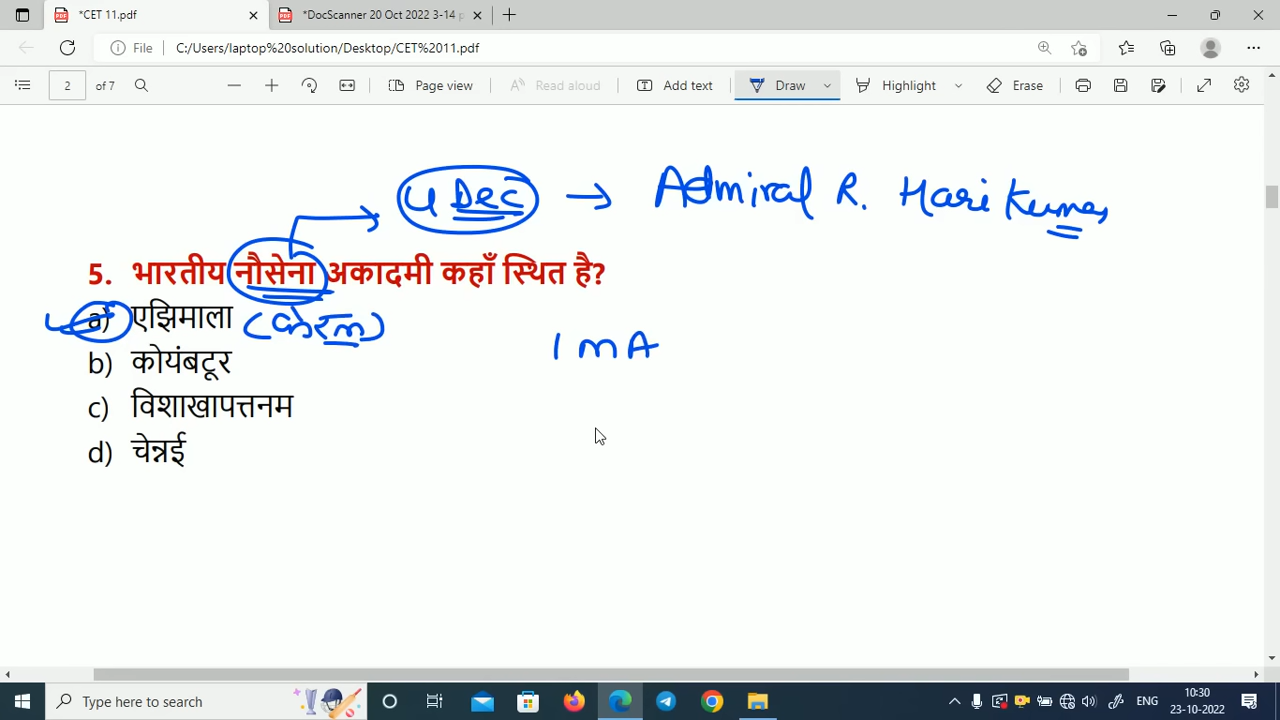 *CET 11.pdf
*DocScanner 20 Oct 2022 3-14 p
File
C:/Users/laptop%20solution/Desktop/CET%2011.pdf
2 of 7
Page view
Read aloud
Add text
Draw
Highlight
Erase
4 Dec → Admiral R. Hari Kumar
5. भारतीय नौसेना अकादमी कहाँ स्थित है?
a) एझिमाला (केरल)
b) कोयंबटूर
c) विशाखापत्तनम
d) चेन्नई
IMA
Type here to search
ENG
10:30
23-10-2022